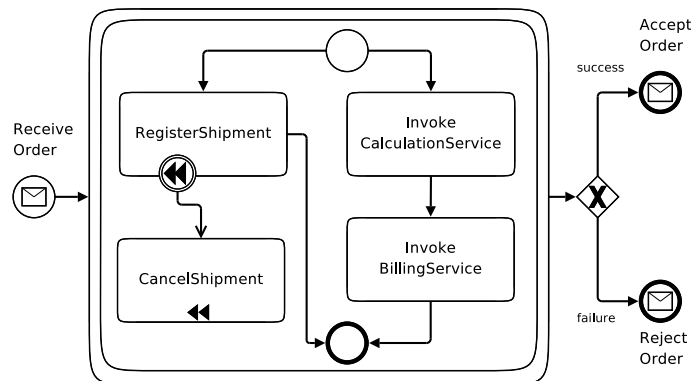 Receive
Order
RegisterShipment
CancelShipment
Invoke
CalculationService
Invoke
BillingService
Accept
Order
success
X
failure
Reject
Order